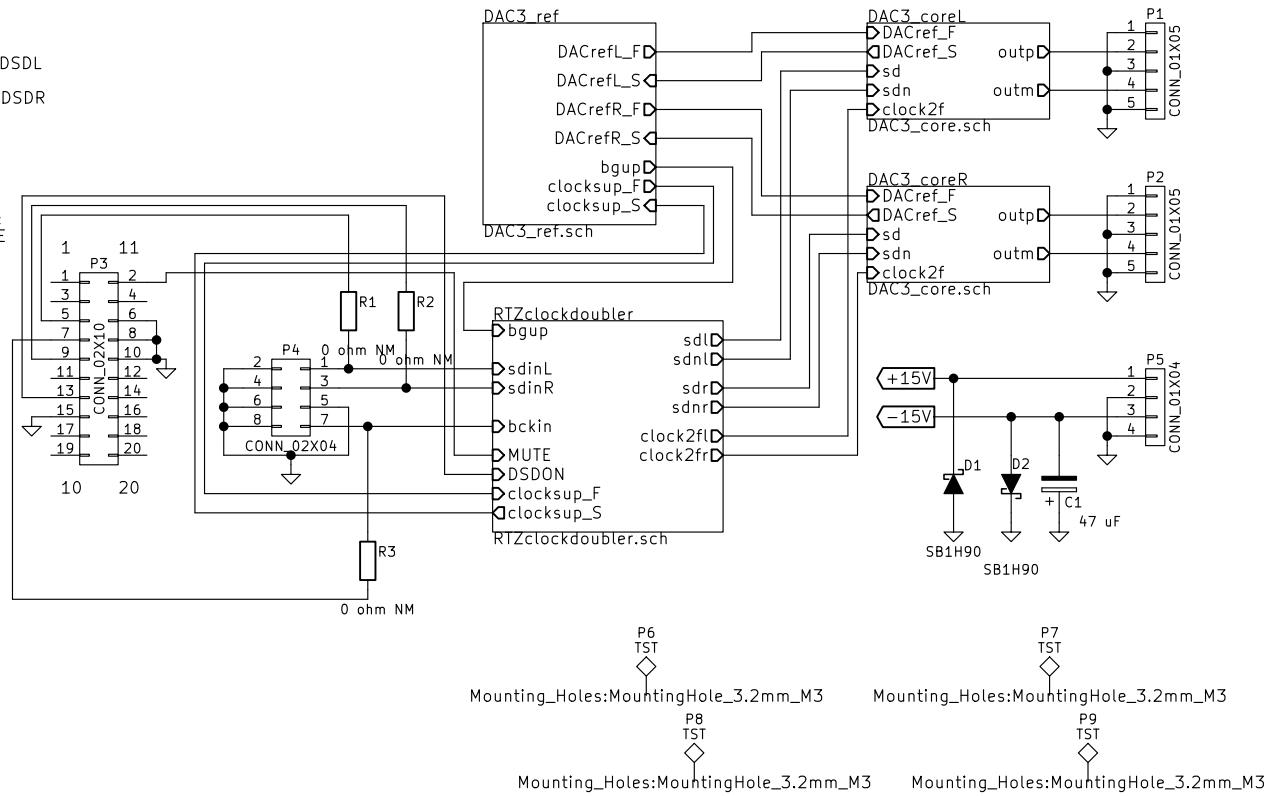 DSDL
DSDR
DAC3_ref
DACrefL_F
DACrefL_S
DACrefR_F
DACrefR_S
bgup
clocksup_F
clocksup_S
DAC3_ref.sch
DAC3_coreL
DACref_F
DACref_S
sd
sdn
clock2f
outp
outm
DAC3_core.sch
P1
1
2
3
4
5
CONN_01X05
DAC3_coreR
DACref_F
DACref_S
sd
sdn
clock2f
outp
outm
DAC3_core.sch
P2
1
2
3
4
5
CONN_01X05
1 11
P3
1 2
3 4
5 6
7 8
9 10
11 12
13 14
15 16
17 18
19 20
CONN_02X10
10 20
R1
R2
0 ohm NM
0 ohm NM
P4
2 1
4 3
6 5
8 7
CONN_02X04
R3
0 ohm NM
RTZclockdoubler
bgup
sdinL
sdinR
bckin
MUTE
DSDON
clocksup_F
clocksup_S
sdl
sdnl
sdr
sdnr
clock2fl
clock2fr
RTZclockdoubler.sch
+15V
-15V
P5
1
2
3
4
CONN_01X04
D1
SB1H90
D2
SB1H90
+ C1
47 uF
P6
TST
Mounting_Holes:MountingHole_3.2mm_M3
P7
TST
Mounting_Holes:MountingHole_3.2mm_M3
P8
TST
Mounting_Holes:MountingHole_3.2mm_M3
P9
TST
Mounting_Holes:MountingHole_3.2mm_M3